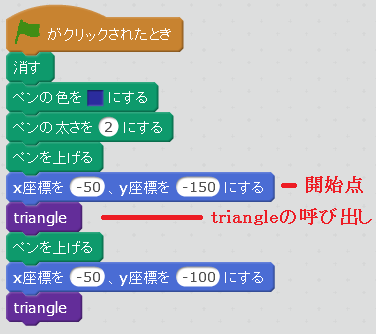 がクリックされたとき
消す
ペンの色を にする
ペンの太さを 2 にする
ペンを上げる
x座標を -50 、y座標を -150 にする
開始点
triangle
triangleの呼び出し
ペンを上げる
x座標を -50 、y座標を -100 にする
triangle